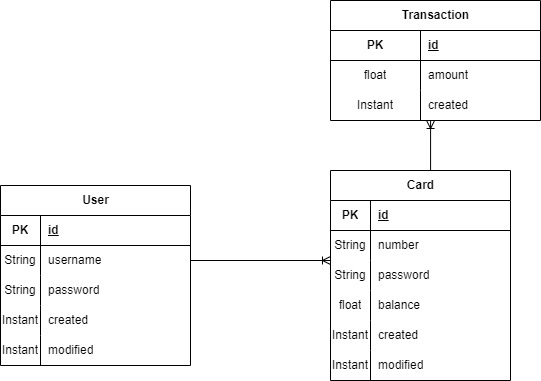 Transaction
PK id
float amount
Instant created
User
PK id
String username
String password
Instant created
Instant modified
Card
PK id
String number
String password
float balance
Instant created
Instant modified